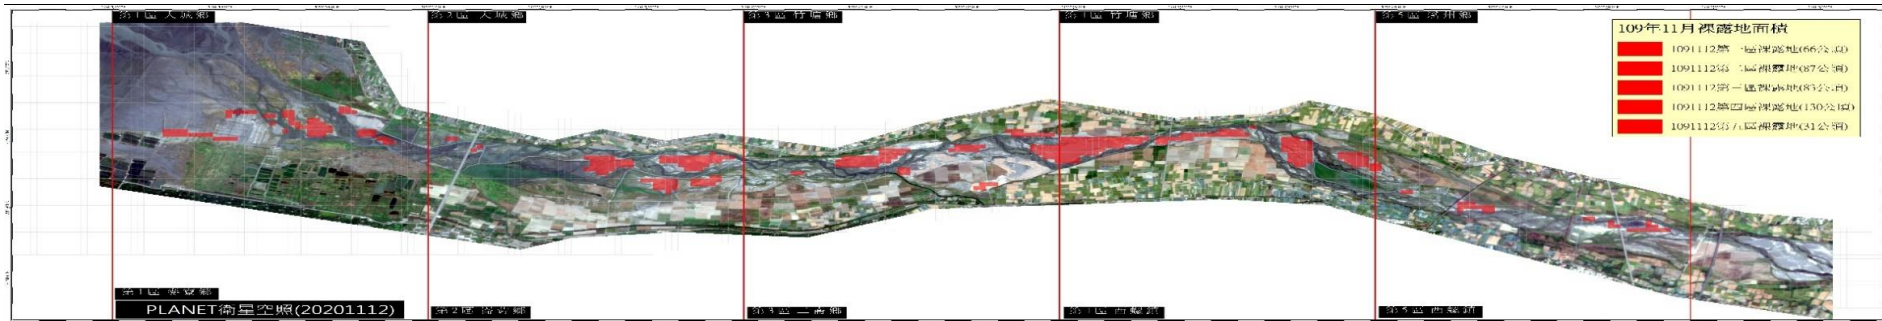 第1區 大城鄉
第2區 大城鄉
第3區 竹塘鄉
第4區 竹塘鄉
第5區 溪州鄉
109年11月裸露地面積
1091112第一區裸露地(66公頃)
1091112第二區裸露地(87公頃)
1091112第三區裸露地(83公頃)
1091112第四區裸露地(130公頃)
1091112第五區裸露地(31公頃)
第1區 麥寮鄉
PLANET衛星空照(20201112)
第2區 崙背鄉
第3區 二崙鄉
第4區 西螺鎮
第5區 西螺鎮